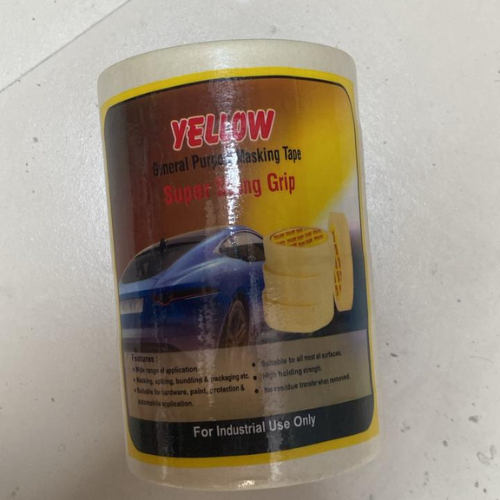 YELLOW
General Purpose Masking Tape
Super Strong Grip
Features :
• Wide range of application.
• Masking, splicing, bundling & packaging etc.
• Suitable for hardware, paint, protection &
automobile application.
• Suitable to all most all surfaces.
• High holding strength.
• No residue transfer when removed.
For Industrial Use Only